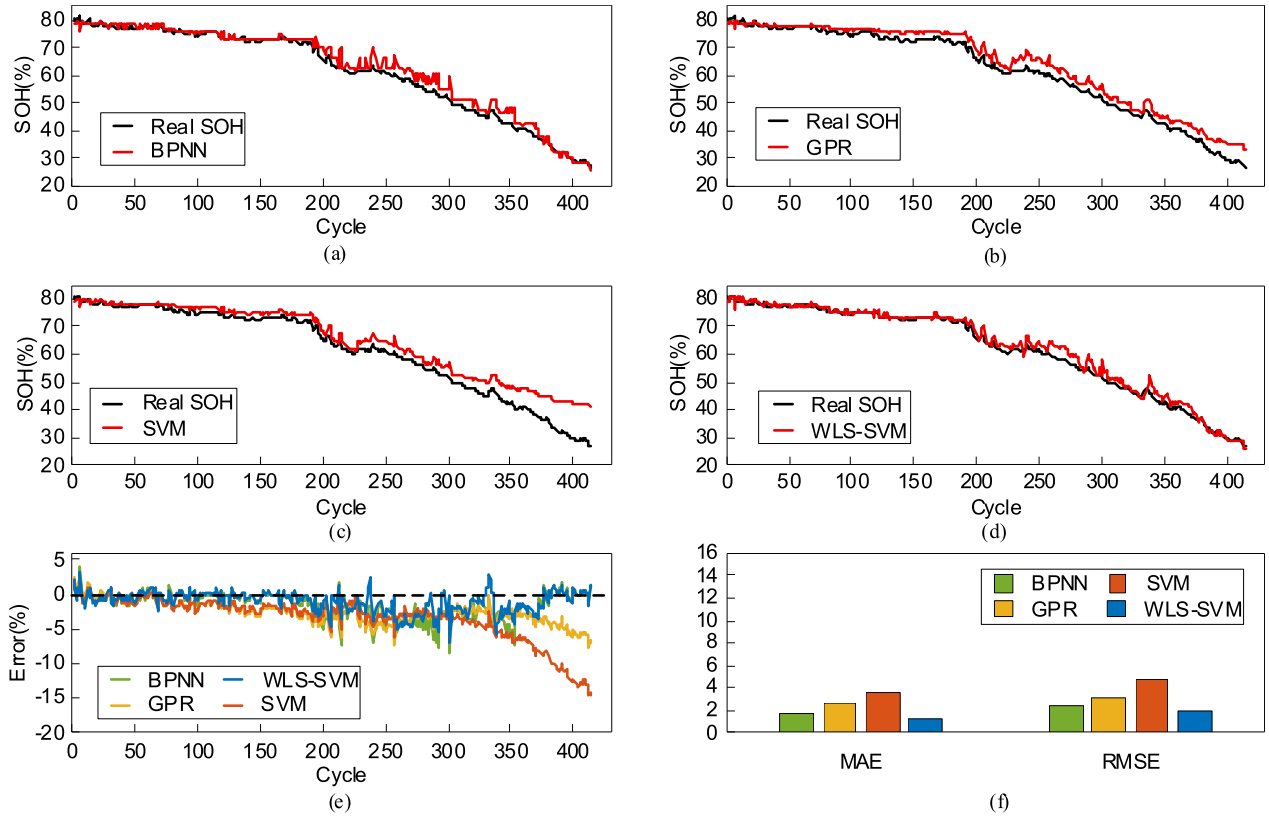 80
70
60
50
40
30
20
SOH(%)
Real SOH
BPNN
0 50 100 150 200 250 300 350 400
Cycle
(a)
80
70
60
50
40
30
20
SOH(%)
Real SOH
GPR
0 50 100 150 200 250 300 350 400
Cycle
(b)
80
70
60
50
40
30
20
SOH(%)
Real SOH
SVM
0 50 100 150 200 250 300 350 400
Cycle
(c)
80
70
60
50
40
30
20
SOH(%)
Real SOH
WLS-SVM
0 50 100 150 200 250 300 350 400
Cycle
(d)
5
0
-5
-10
-15
-20
Error(%)
BPNN WLS-SVM
GPR SVM
0 50 100 150 200 250 300 350 400
Cycle
(e)
16
14
12
10
8
6
4
2
0
BPNN SVM
GPR WLS-SVM
MAE RMSE
(f)